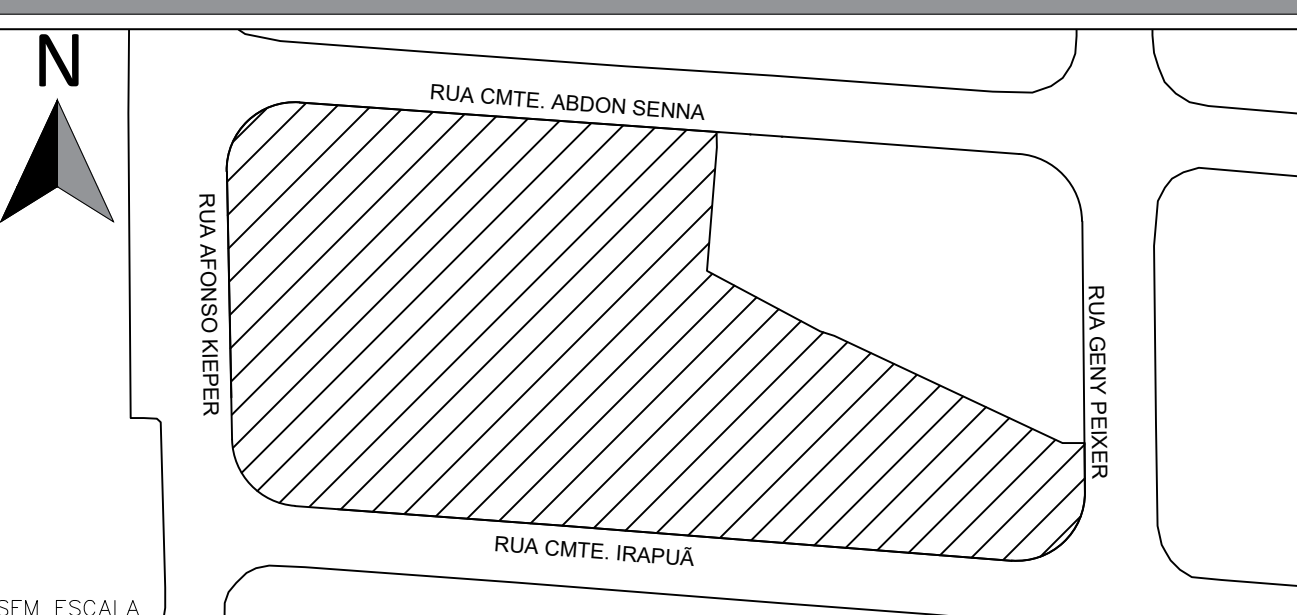 N
RUA CMTE. ABDON SENNA
RUA AFONSO KIEPER
RUA GENY PEIXER
RUA CMTE. IRAPUÃ
SEM ESCALA